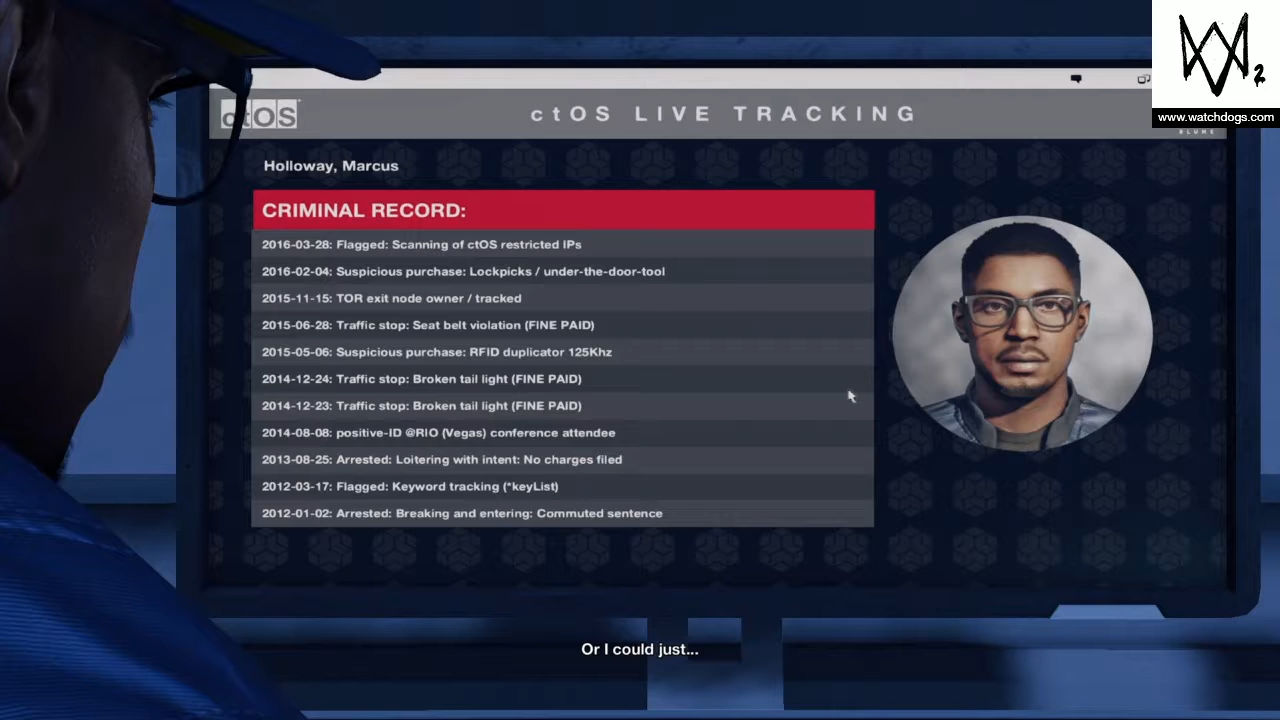 2
www.watchdogs.com
ctOS
ctOS LIVE TRACKING
BLUME
Holloway, Marcus
CRIMINAL RECORD:
2016-03-28: Flagged: Scanning of ctOS restricted IPs
2016-02-04: Suspicious purchase: Lockpicks / under-the-door-tool
2015-11-15: TOR exit node owner / tracked
2015-06-28: Traffic stop: Seat belt violation (FINE PAID)
2015-05-06: Suspicious purchase: RFID duplicator 125Khz
2014-12-24: Traffic stop: Broken tail light (FINE PAID)
2014-12-23: Traffic stop: Broken tail light (FINE PAID)
2014-08-08: positive-ID @RIO (Vegas) conference attendee
2013-08-25: Arrested: Loitering with intent: No charges filed
2012-03-17: Flagged: Keyword tracking (*keyList)
2012-01-02: Arrested: Breaking and entering: Commuted sentence
Or I could just...